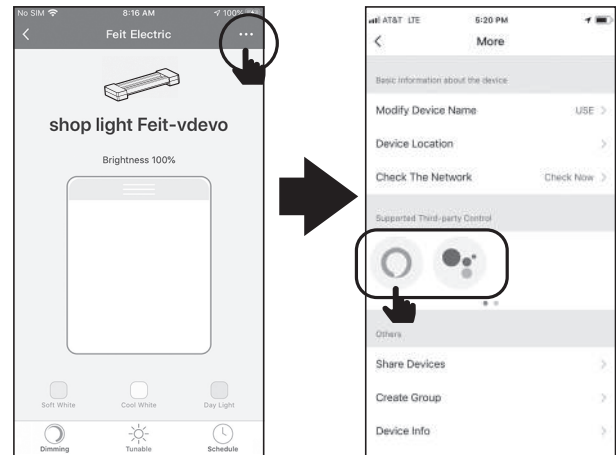 No SIM 8:16 AM 100%
Feit Electric
shop light Feit-vdevo
Brightness 100%
Soft White Cool White Day Light
Dimming Tunable Schedule
AT&T LTE 5:20 PM
More
Basic information about the device
Modify Device Name USE
Device Location
Check The Network Check Now
Supported Third-party Control
Others
Share Devices
Create Group
Device Info